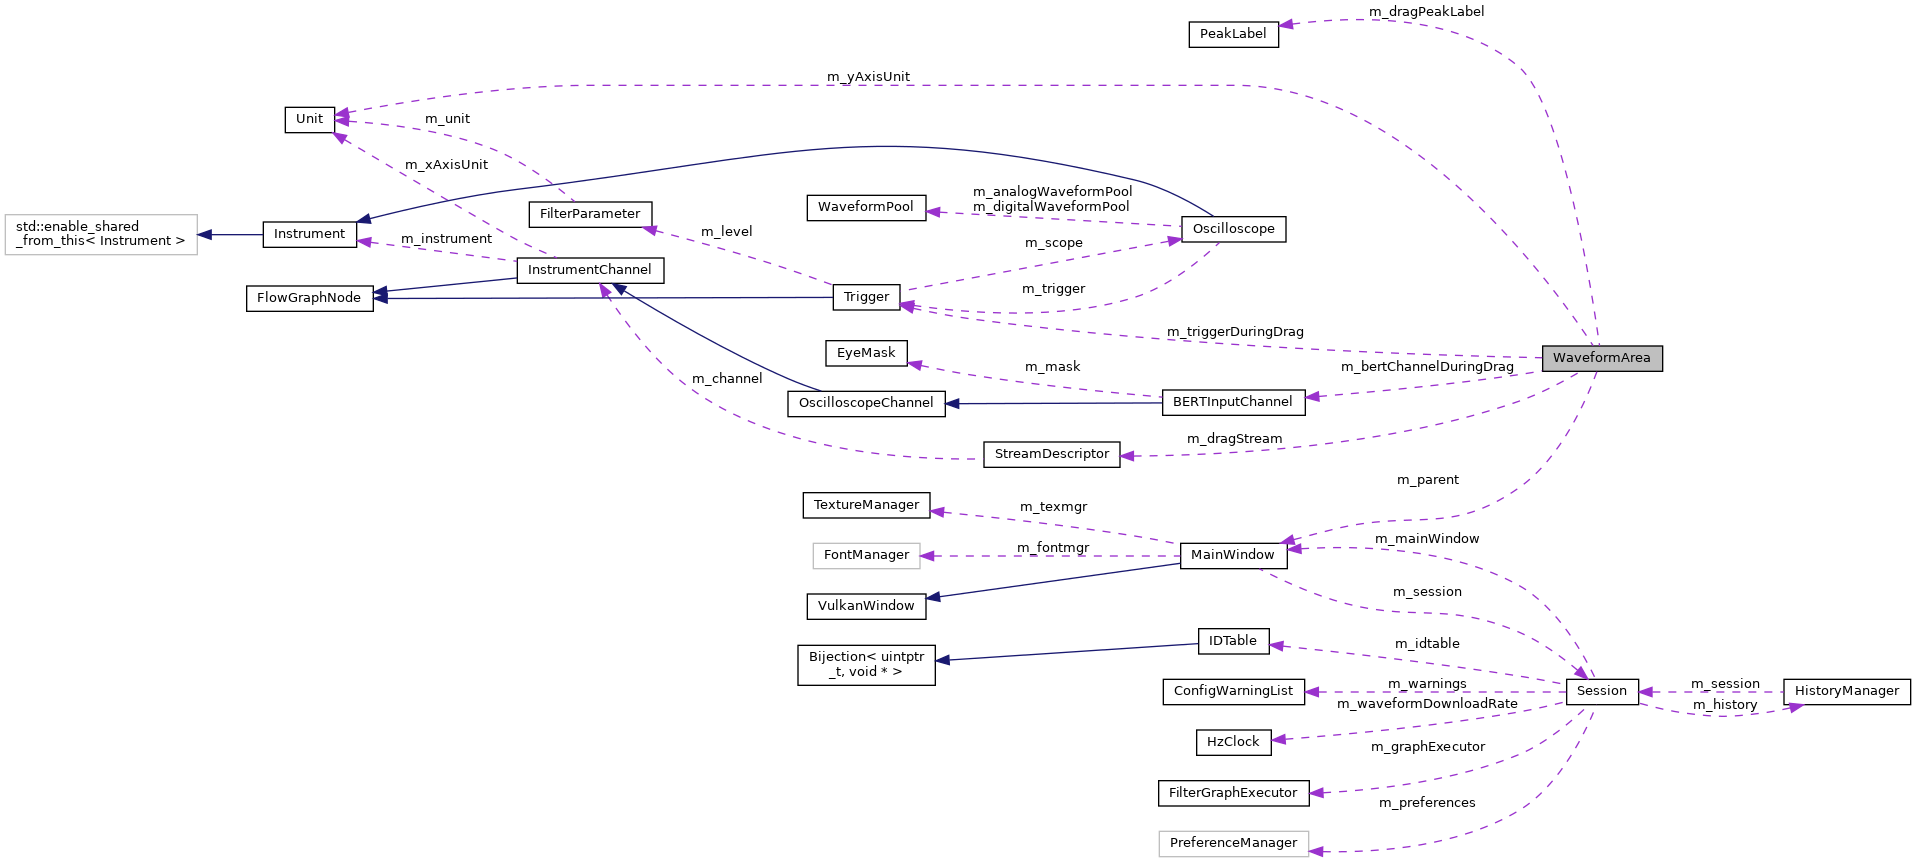 m_dragPeakLabel
PeakLabel
m_yAxisUnit
Unit
m_unit
m_xAxisUnit
m_analogWaveformPool
m_digitalWaveformPool
WaveformPool
FilterParameter
std::enable_shared
_from_this< Instrument >
Instrument
m_instrument
m_level
m_scope
Oscilloscope
InstrumentChannel
FlowGraphNode
Trigger
m_trigger
m_triggerDuringDrag
EyeMask
m_mask
m_bertChannelDuringDrag
WaveformArea
m_channel
OscilloscopeChannel
BERTInputChannel
m_dragStream
StreamDescriptor
m_parent
TextureManager
m_texmgr
m_mainWindow
FontManager
m_fontmgr
MainWindow
VulkanWindow
m_session
IDTable
m_idtable
Bijection< uintptr
_t, void * >
ConfigWarningList
m_warnings
Session
m_session
HistoryManager
m_waveformDownloadRate
m_history
HzClock
m_graphExecutor
FilterGraphExecutor
m_preferences
PreferenceManager